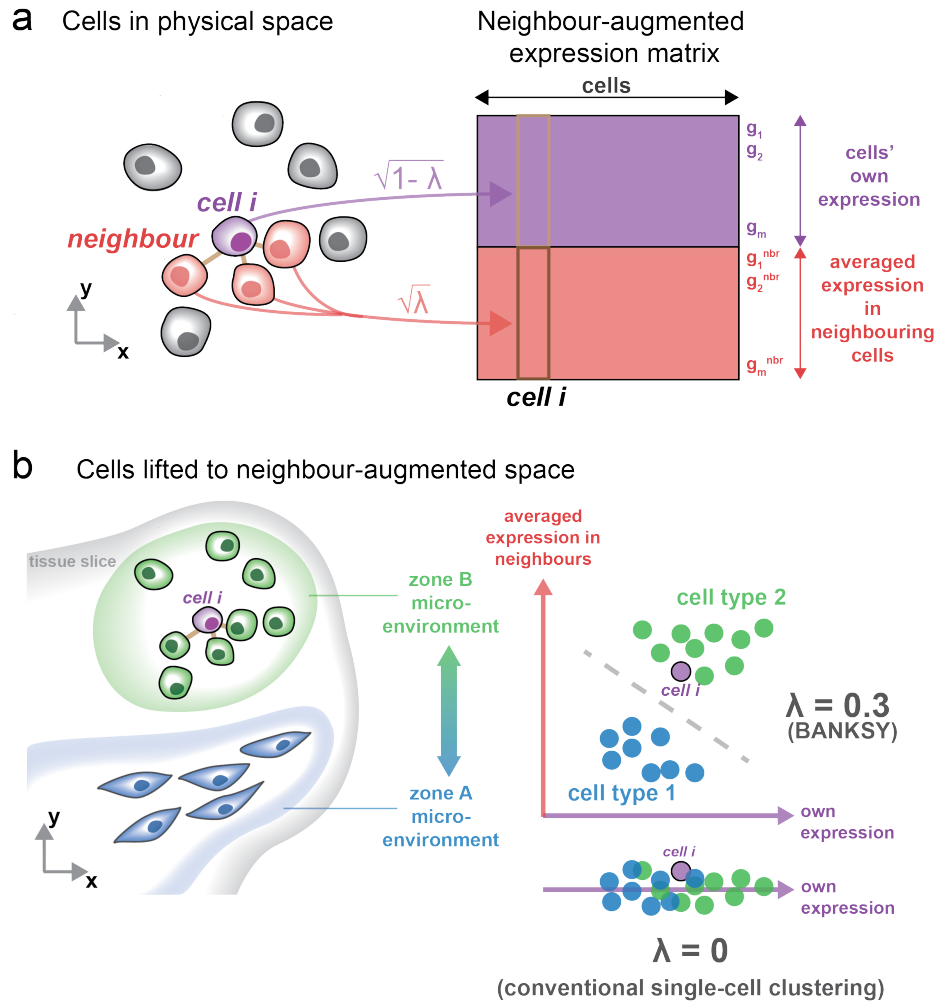 a Cells in physical space
Neighbour-augmented
expression matrix
cells
g1
g2
gm
cells'
own
expression
√1- λ
cell i
neighbour
g1nbr
g2nbr
gmnbr
averaged
expression
in
neighbouring
cells
√λ
y
x
cell i
b Cells lifted to neighbour-augmented space
tissue slice
cell i
zone B
micro-
environment
zone A
micro-
environment
y
x
averaged
expression in
neighbours
cell type 2
cell i
λ = 0.3
(BANKSY)
cell type 1
own
expression
cell i
own
expression
λ = 0
(conventional single-cell clustering)